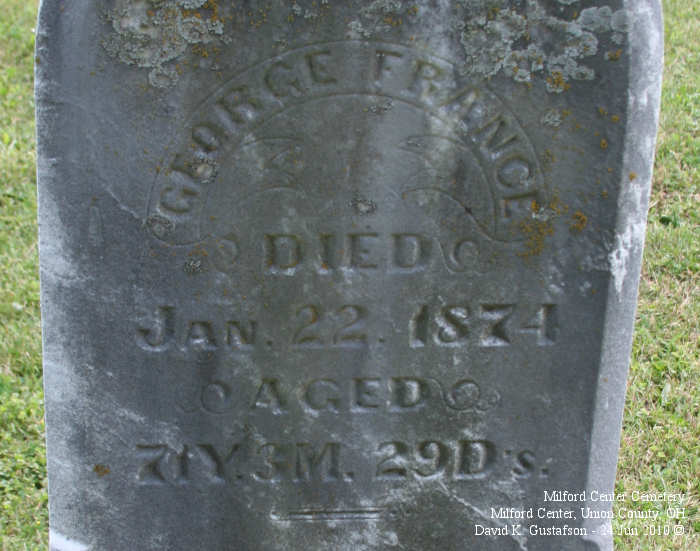 GEORGE FRANCE
DIED
JAN. 22. 1874
AGED
71Y. 3M. 29D's.
Milford Center Cemetery
Milford Center, Union County, OH
David K. Gustafson - 24 Jun 2010 ©